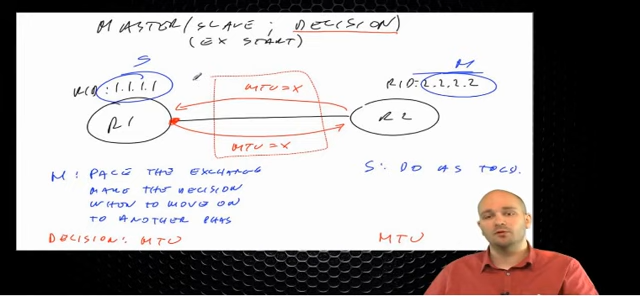 MASTER/SLAVE ; DECISION
(EX START)
S
M
RID: 1.1.1.1
RID: 2.2.2.2
MTU = X
R1
R2
MTU = X
M: PACE THE EXCHANGE
MAKE THE DECISION
WHEN TO MOVE ON
TO ANOTHER PHAS
S: DO AS TOLD.
DECISION: MTU
MTU